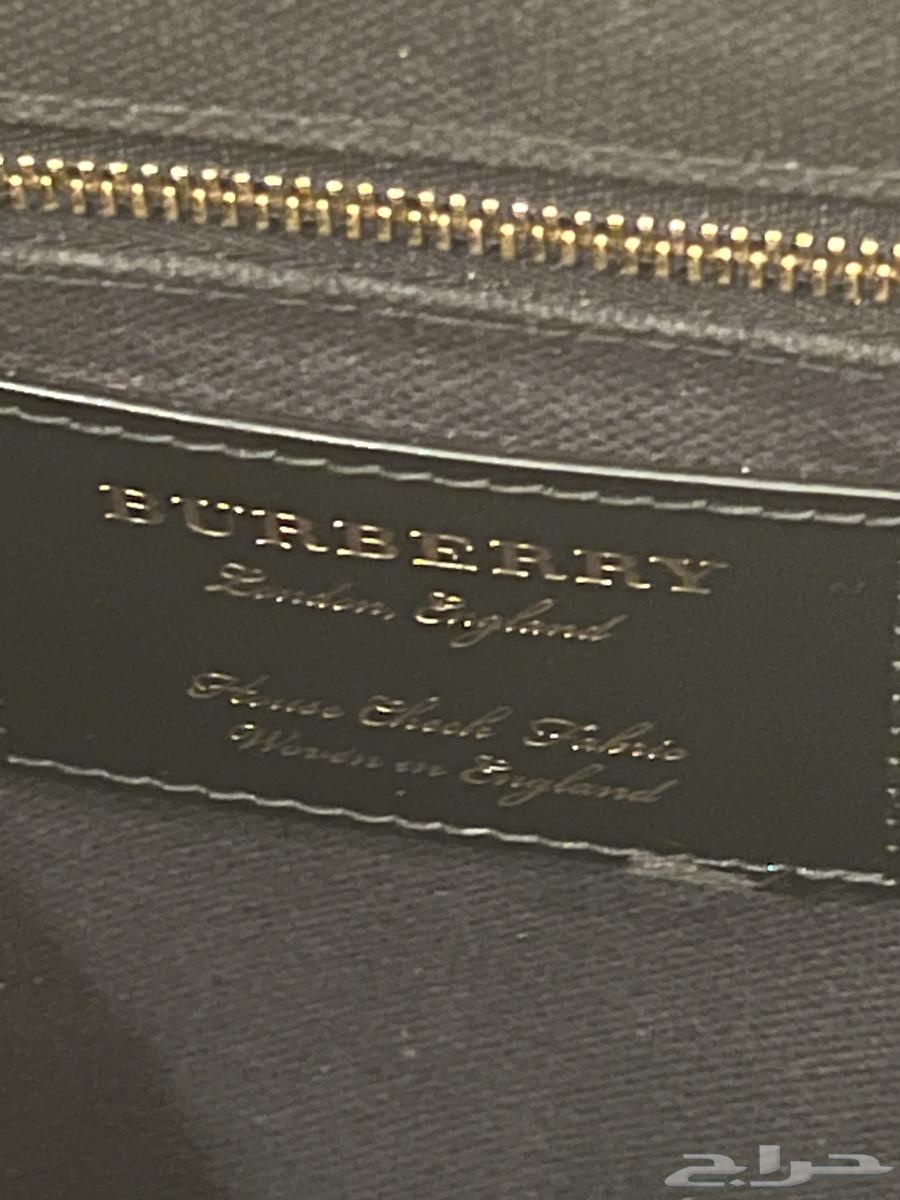 BURBERRY
London, England
House Check Fabric
Woven in England
حراج